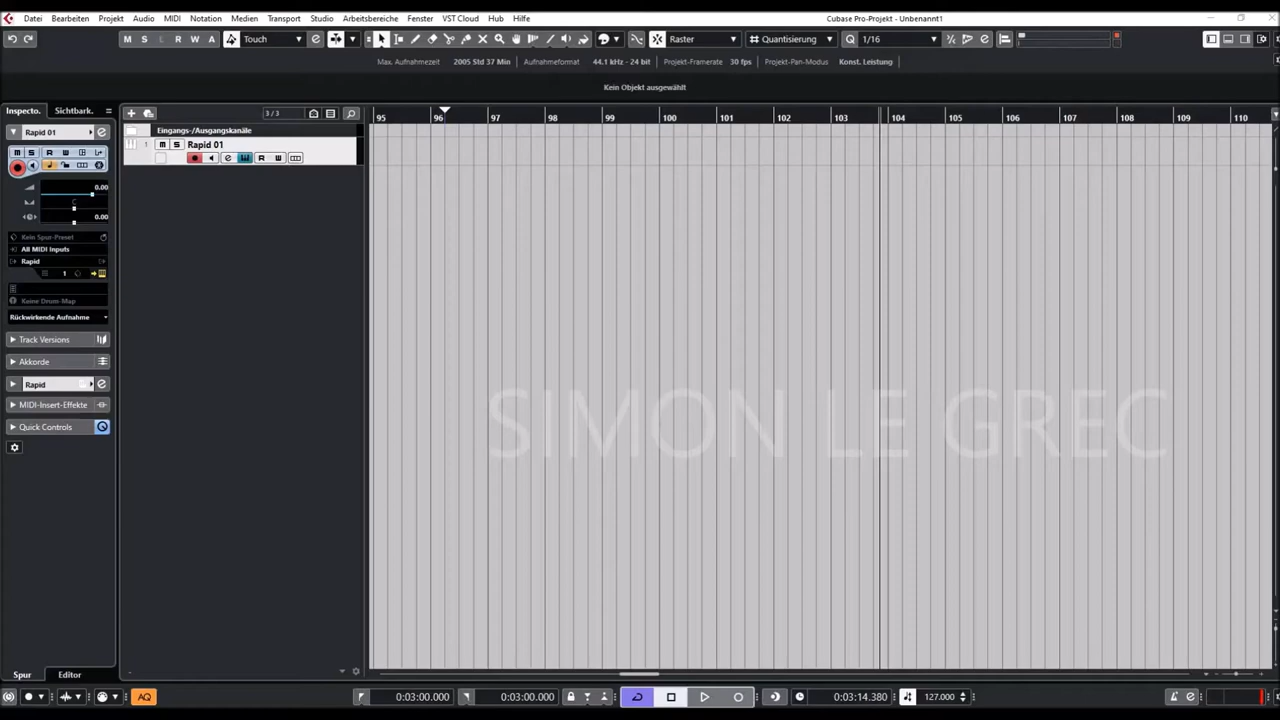 Datei Bearbeiten Projekt Audio MIDI Notation Medien Transport Studio Arbeitsbereiche Fenster VST Cloud Hub Hilfe Cubase Pro-Projekt - Unbenannt1
M S L R W A Touch Raster Quantisierung Q 1/16
Max. Aufnahmezeit 2005 Std 37 Min Aufnahmeformat 44.1 kHz - 24 bit Projekt-Framerate 30 fps Projekt-Pan-Modus Konst. Leistung
Kein Objekt ausgewählt
Inspecto. Sichtbark. 3 / 3 95 96 97 98 99 100 101 102 103 104 105 106 107 108 109 110
Rapid 01 e Eingangs-/Ausgangskanäle
1 M S Rapid 01
M S R W
e R W
0.00
C
0.00
Kein Spur-Preset
All MIDI Inputs
Rapid
1
Keine Drum-Map
Rückwirkende Aufnahme
Track Versions
Akkorde
Rapid e
MIDI-Insert-Effekte
Quick Controls
SIMON LE GREC
Spur Editor
AQ 0:03:00.000 0:03:00.000 0:03:14.380 127.000